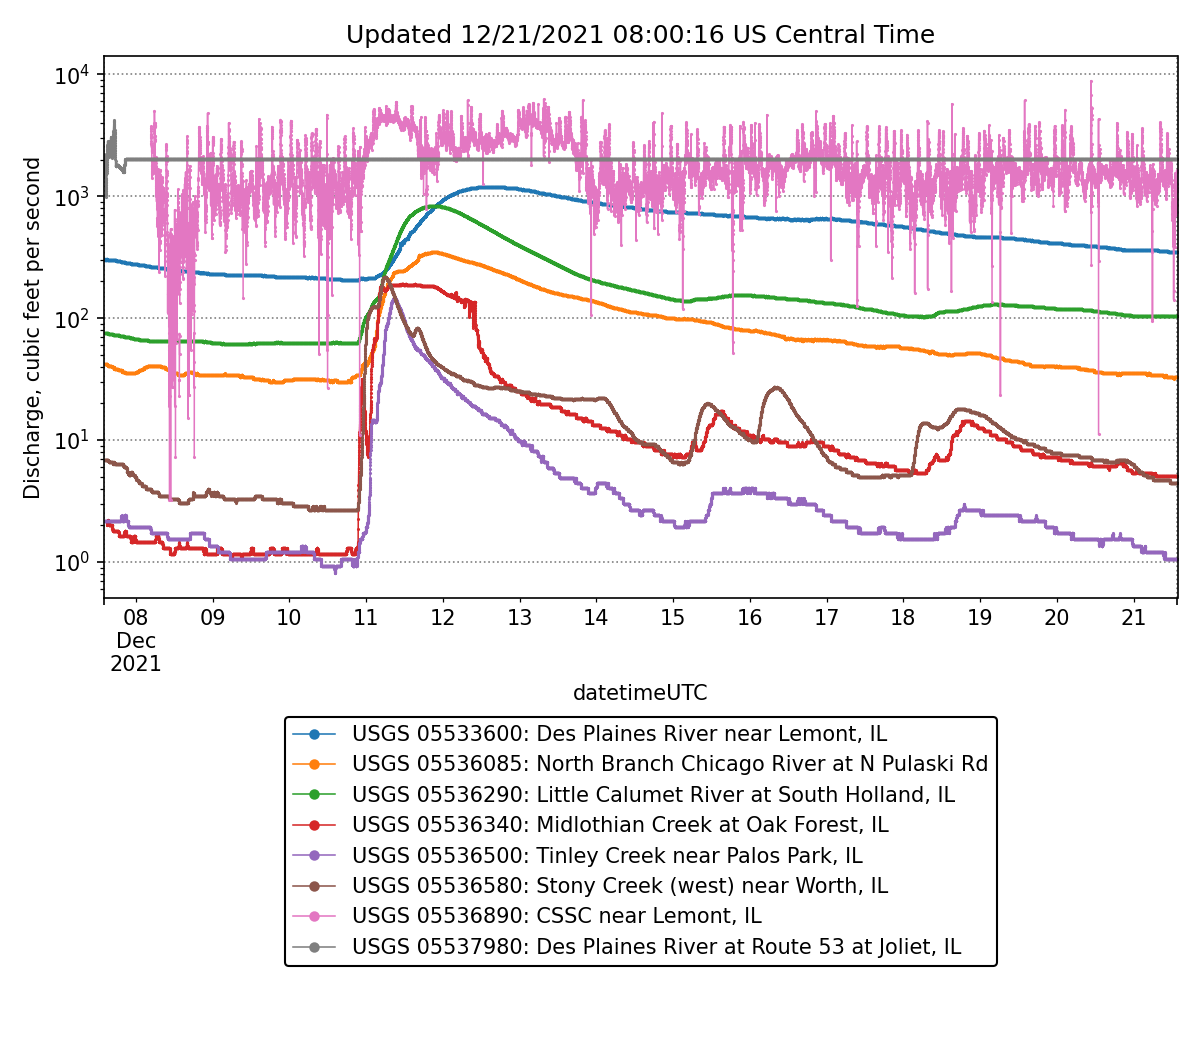 Updated 12/21/2021 08:00:16 US Central Time
Discharge, cubic feet per second
10^4
10^3
10^2
10^1
10^0
08 09 10 11 12 13 14 15 16 17 18 19 20 21
Dec
2021
datetimeUTC
USGS 05533600: Des Plaines River near Lemont, IL
USGS 05536085: North Branch Chicago River at N Pulaski Rd
USGS 05536290: Little Calumet River at South Holland, IL
USGS 05536340: Midlothian Creek at Oak Forest, IL
USGS 05536500: Tinley Creek near Palos Park, IL
USGS 05536580: Stony Creek (west) near Worth, IL
USGS 05536890: CSSC near Lemont, IL
USGS 05537980: Des Plaines River at Route 53 at Joliet, IL